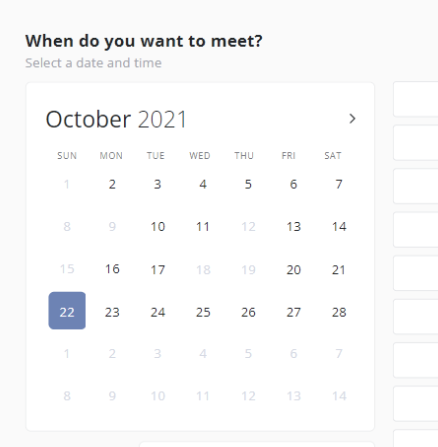 When do you want to meet?
Select a date and time
October 2021
SUN MON TUE WED THU FRI SAT
1 2 3 4 5 6 7
8 9 10 11 12 13 14
15 16 17 18 19 20 21
22 23 24 25 26 27 28
1 2 3 4 5 6 7
8 9 10 11 12 13 14